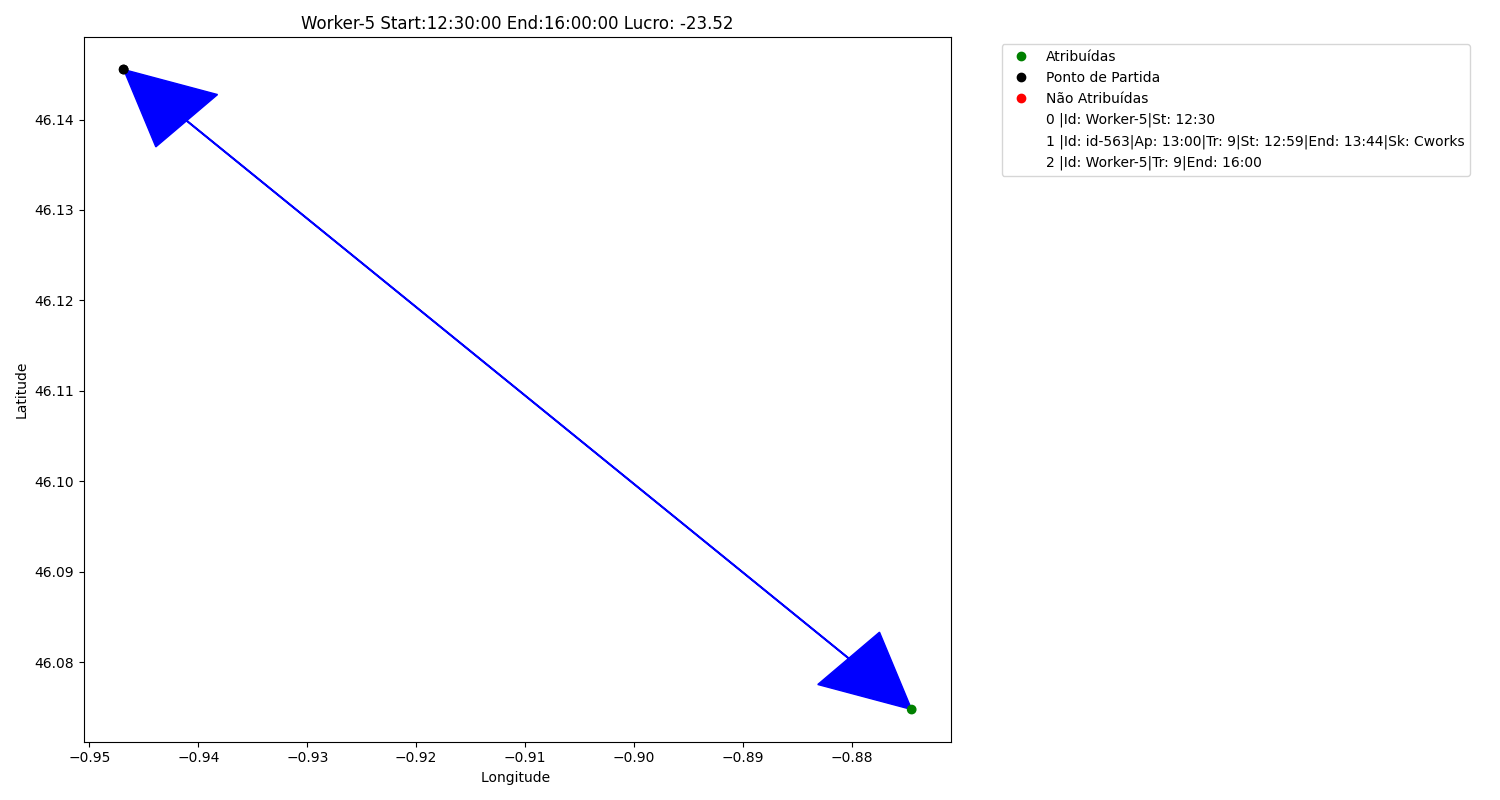 Worker-5 Start:12:30:00 End:16:00:00 Lucro: -23.52
Atribuídas
Ponto de Partida
Não Atribuídas
0 |Id: Worker-5|St: 12:30
1 |Id: id-563|Ap: 13:00|Tr: 9|St: 12:59|End: 13:44|Sk: Cworks
2 |Id: Worker-5|Tr: 9|End: 16:00
46.14
46.13
46.12
46.11
46.10
46.09
46.08
Latitude
−0.95 −0.94 −0.93 −0.92 −0.91 −0.90 −0.89 −0.88
Longitude